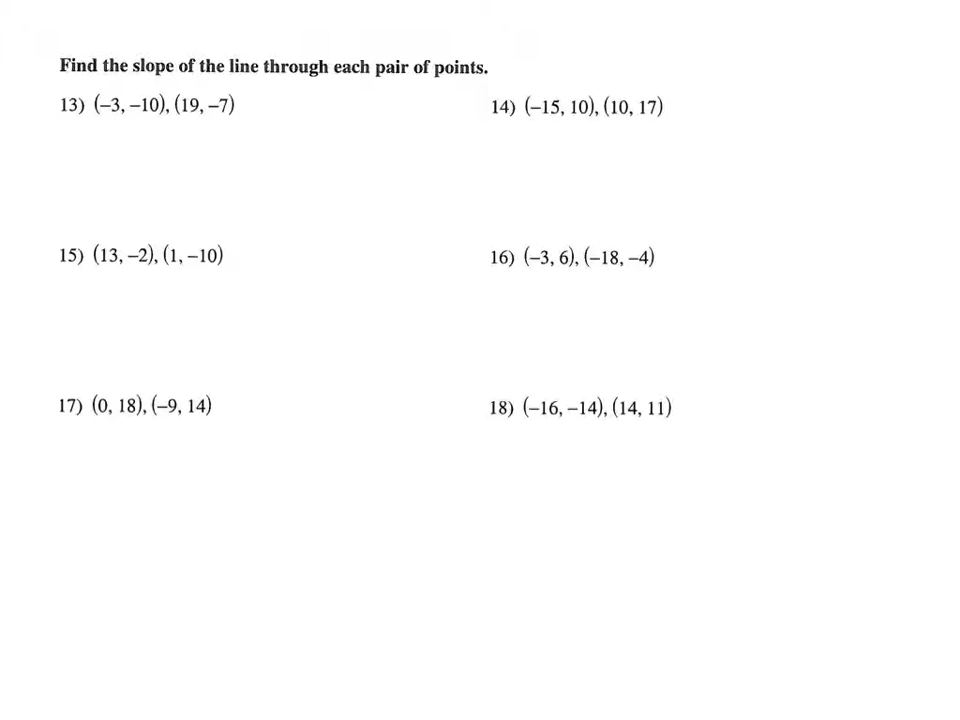 Find the slope of the line through each pair of points.
13) (–3, –10), (19, –7)
14) (–15, 10), (10, 17)
15) (13, –2), (1, –10)
16) (–3, 6), (–18, –4)
17) (0, 18), (–9, 14)
18) (–16, –14), (14, 11)